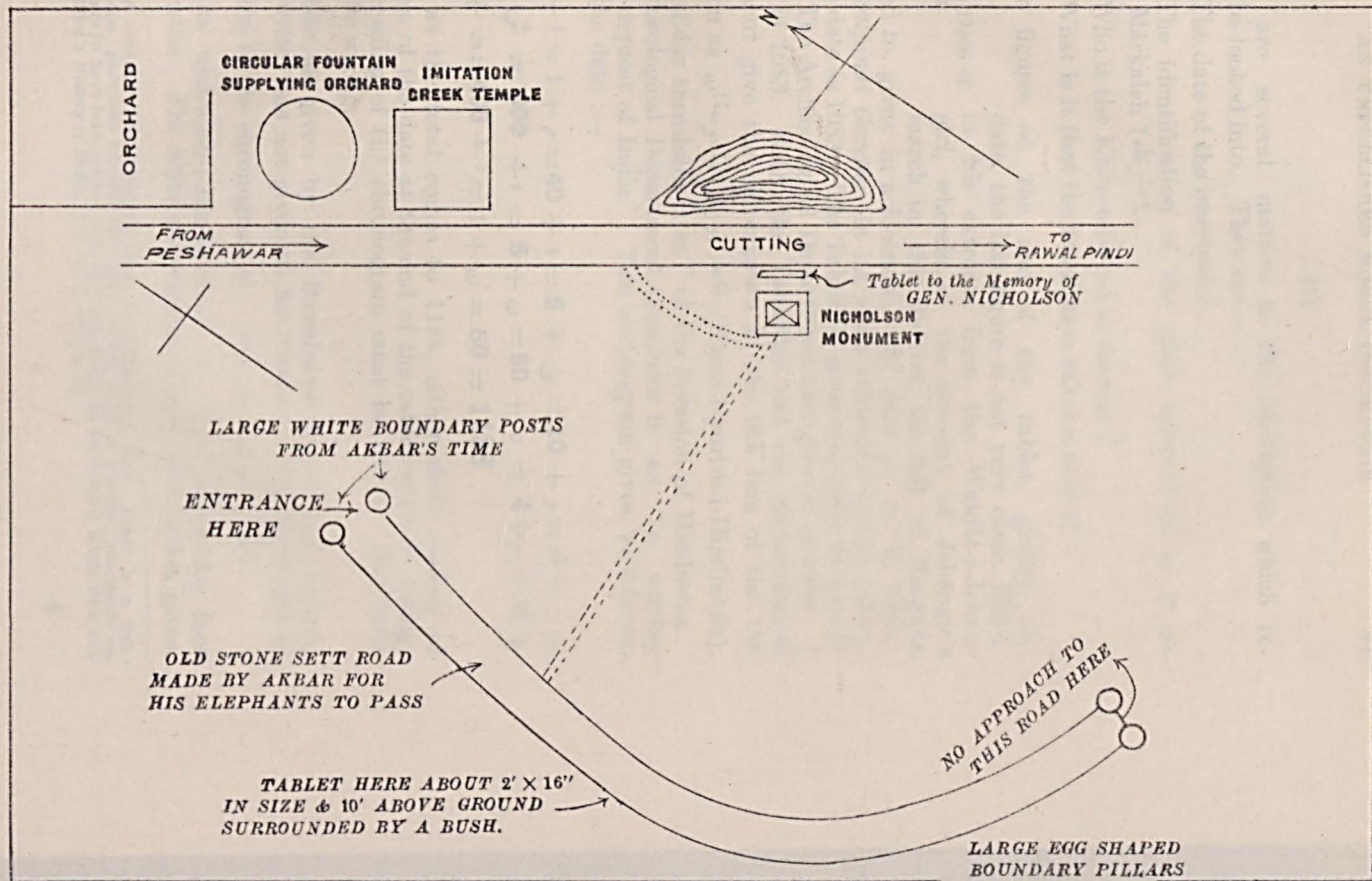 N
ORCHARD
CIRCULAR FOUNTAIN
SUPPLYING ORCHARD
IMITATION
GREEK TEMPLE
FROM
PESHAWAR
CUTTING
TO
RAWALPINDI
Tablet to the Memory of
GEN. NICHOLSON
NICHOLSON
MONUMENT
LARGE WHITE BOUNDARY POSTS
FROM AKBAR'S TIME
ENTRANCE
HERE
OLD STONE SETT ROAD
MADE BY AKBAR FOR
HIS ELEPHANTS TO PASS
NO APPROACH TO
THIS ROAD HERE
TABLET HERE ABOUT 2' X 16"
IN SIZE & 10' ABOVE GROUND
SURROUNDED BY A BUSH.
LARGE EGG SHAPED
BOUNDARY PILLARS